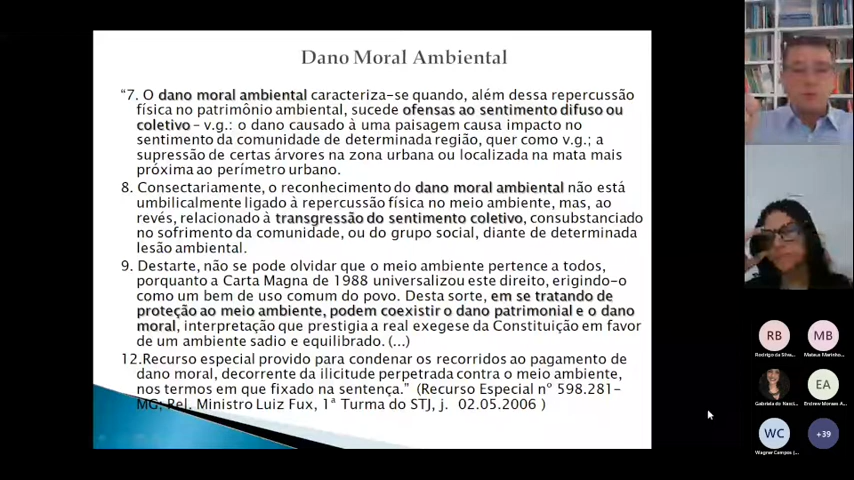 Dano Moral Ambiental
“7. O dano moral ambiental caracteriza-se quando, além dessa repercussão
física no patrimônio ambiental, sucede ofensas ao sentimento difuso ou
coletivo – v.g.: o dano causado à uma paisagem causa impacto no
sentimento da comunidade de determinada região, quer como v.g.; a
supressão de certas árvores na zona urbana ou localizada na mata mais
próxima ao perímetro urbano.
8. Consectariamente, o reconhecimento do dano moral ambiental não está
umbilicalmente ligado à repercussão física no meio ambiente, mas, ao
revés, relacionado à transgressão do sentimento coletivo, consubstanciado
no sofrimento da comunidade, ou do grupo social, diante de determinada
lesão ambiental.
9. Destarte, não se pode olvidar que o meio ambiente pertence a todos,
porquanto a Carta Magna de 1988 universalizou este direito, erigindo-o
como um bem de uso comum do povo. Desta sorte, em se tratando de
proteção ao meio ambiente, podem coexistir o dano patrimonial e o dano
moral, interpretação que prestigia a real exegese da Constituição em favor
de um ambiente sadio e equilibrado. (...)
12.Recurso especial provido para condenar os recorridos ao pagamento de
dano moral, decorrente da ilicitude perpetrada contra o meio ambiente,
nos termos em que fixado na sentença.” (Recurso Especial nº 598.281-
MG; Rel. Ministro Luiz Fux, 1ª Turma do STJ, j. 02.05.2006 )
RB
MB
Rodrigo da Silva...
Mateus Marinho...
EA
Gabriela do Nasci...
WC
+39
Wagner Campos (...